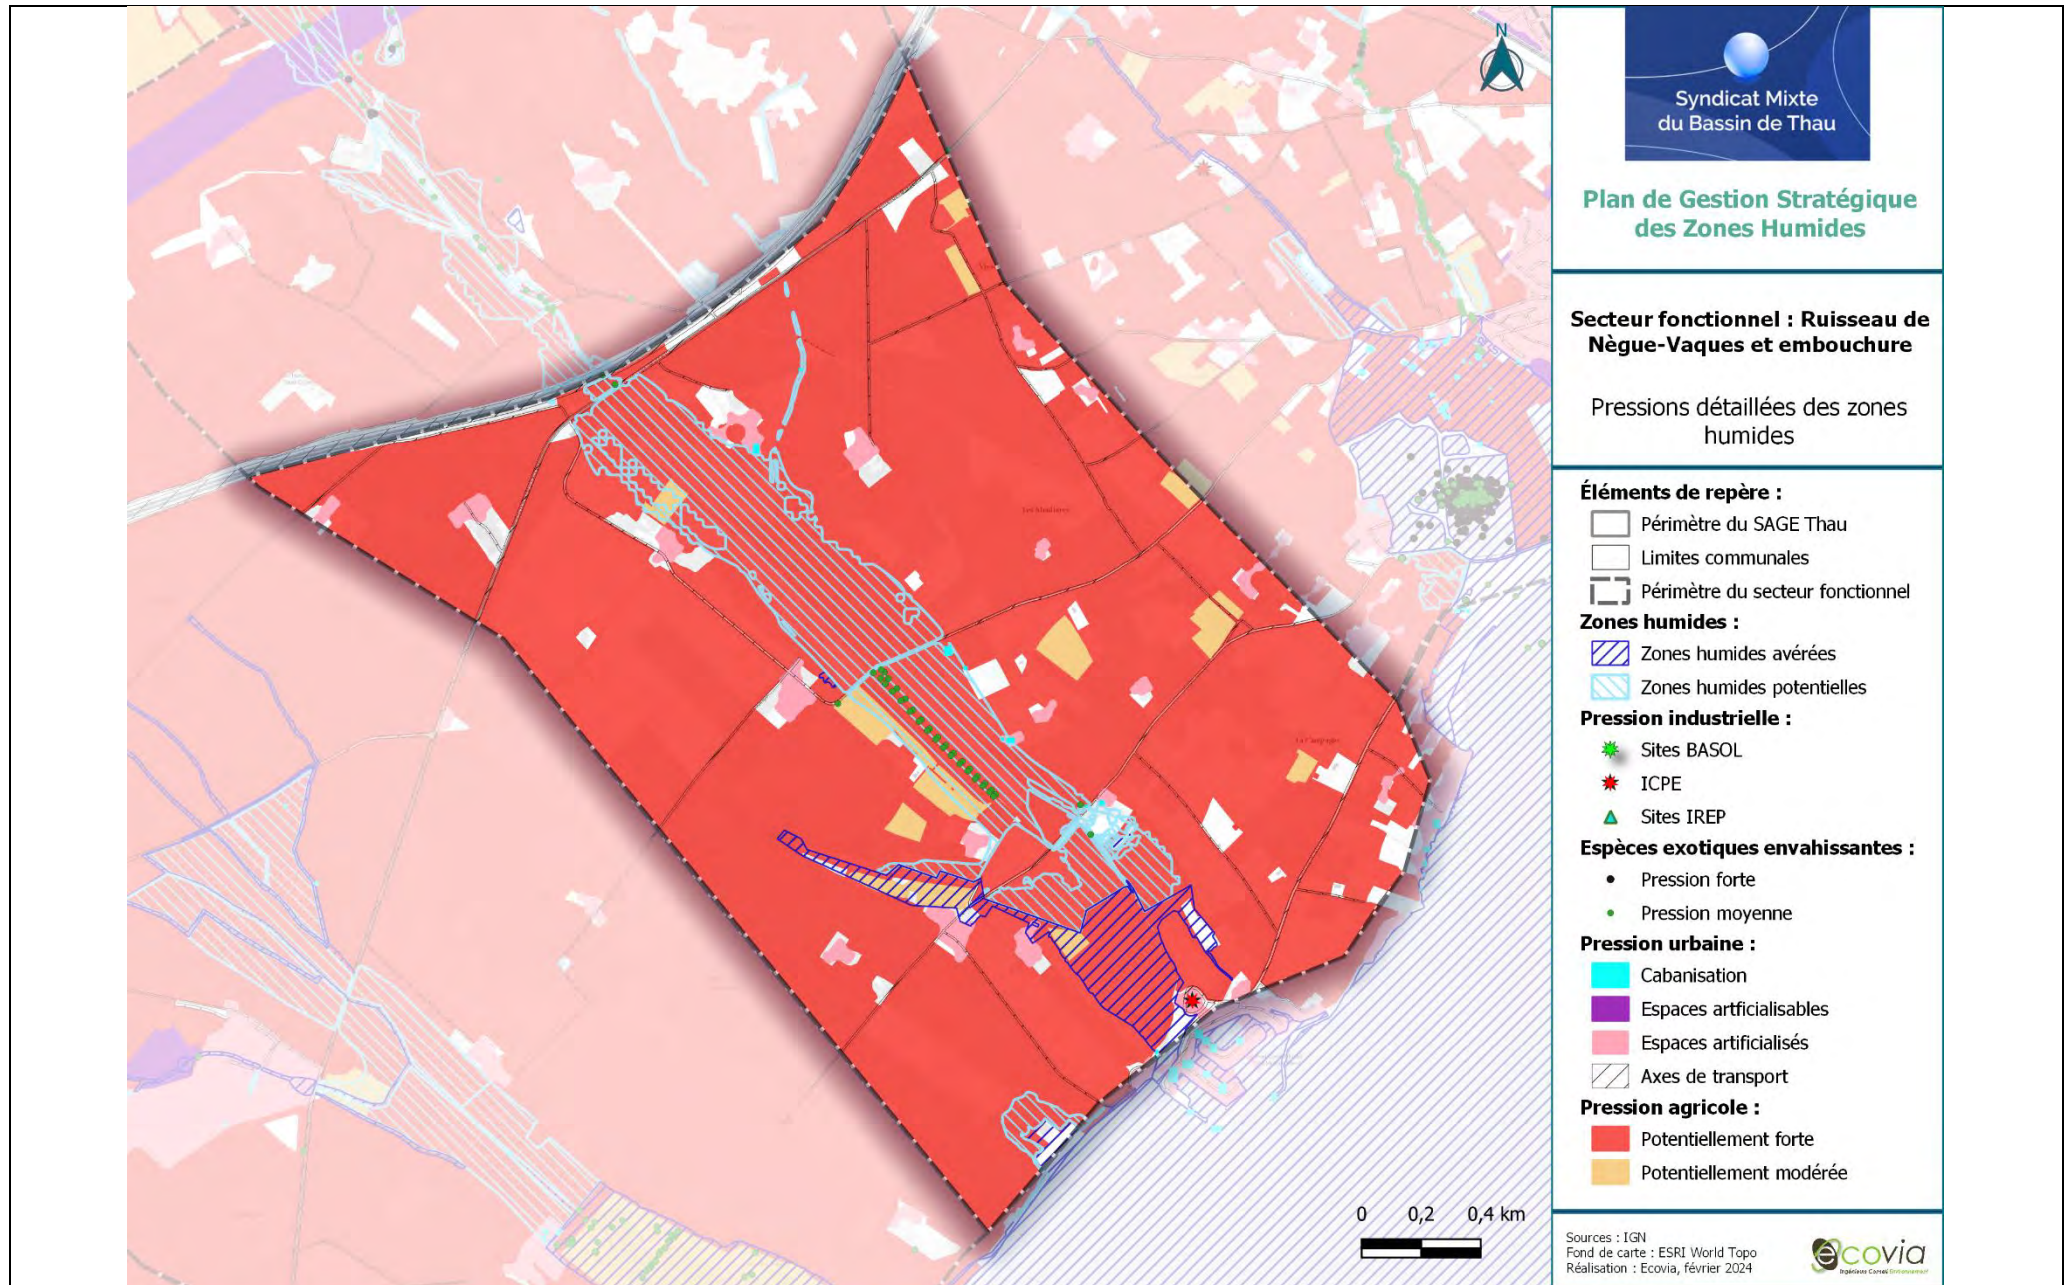 N
Syndicat Mixte
du Bassin de Thau
Plan de Gestion Stratégique
des Zones Humides
Secteur fonctionnel : Ruisseau de
Nègue-Vaques et embouchure
Pressions détaillées des zones
humides
Éléments de repère :
Périmètre du SAGE Thau
Limites communales
Périmètre du secteur fonctionnel
Zones humides :
Zones humides avérées
Zones humides potentielles
Pression industrielle :
Sites BASOL
ICPE
Sites IREP
Espèces exotiques envahissantes :
Pression forte
Pression moyenne
Pression urbaine :
Cabanisation
Espaces artficialisables
Espaces artificialisés
Axes de transport
Pression agricole :
Potentiellement forte
Potentiellement modérée
0 0,2 0,4 km
Sources : IGN
Fond de carte : ESRI World Topo
Réalisation : Ecovia, février 2024
ecovia